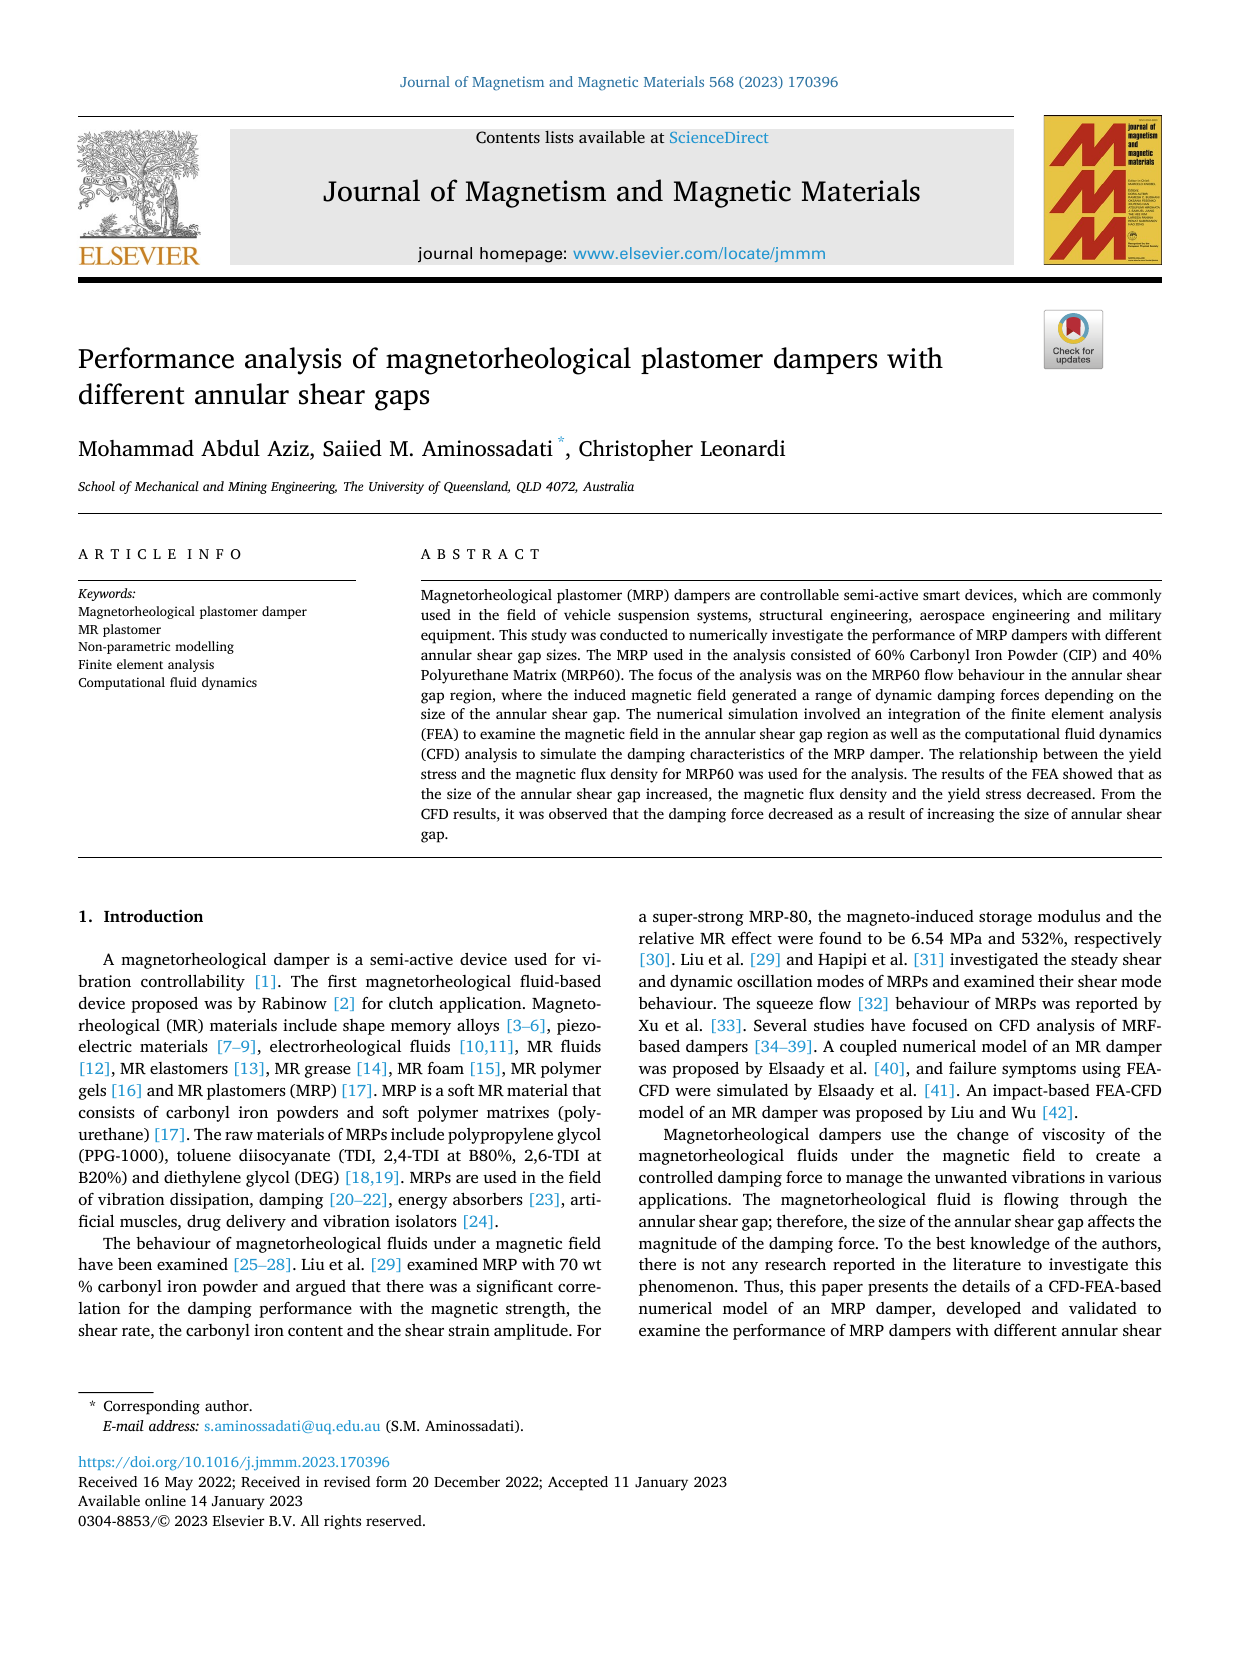 Journal of Magnetism and Magnetic Materials 568 (2023) 170396
Contents lists available at ScienceDirect
Journal of Magnetism and Magnetic Materials
journal homepage: www.elsevier.com/locate/jmmm
ELSEVIER
journal of
magnetism
and
magnetic
materials
Check for
updates
Performance analysis of magnetorheological plastomer dampers with
different annular shear gaps
Mohammad Abdul Aziz, Saiied M. Aminossadati *, Christopher Leonardi
School of Mechanical and Mining Engineering, The University of Queensland, QLD 4072, Australia
A R T I C L E I N F O
Keywords:
Magnetorheological plastomer damper
MR plastomer
Non-parametric modelling
Finite element analysis
Computational fluid dynamics
A B S T R A C T
Magnetorheological plastomer (MRP) dampers are controllable semi-active smart devices, which are commonly
used in the field of vehicle suspension systems, structural engineering, aerospace engineering and military
equipment. This study was conducted to numerically investigate the performance of MRP dampers with different
annular shear gap sizes. The MRP used in the analysis consisted of 60% Carbonyl Iron Powder (CIP) and 40%
Polyurethane Matrix (MRP60). The focus of the analysis was on the MRP60 flow behaviour in the annular shear
gap region, where the induced magnetic field generated a range of dynamic damping forces depending on the
size of the annular shear gap. The numerical simulation involved an integration of the finite element analysis
(FEA) to examine the magnetic field in the annular shear gap region as well as the computational fluid dynamics
(CFD) analysis to simulate the damping characteristics of the MRP damper. The relationship between the yield
stress and the magnetic flux density for MRP60 was used for the analysis. The results of the FEA showed that as
the size of the annular shear gap increased, the magnetic flux density and the yield stress decreased. From the
CFD results, it was observed that the damping force decreased as a result of increasing the size of annular shear
gap.
1. Introduction
A magnetorheological damper is a semi-active device used for vi-
bration controllability [1]. The first magnetorheological fluid-based
device proposed was by Rabinow [2] for clutch application. Magneto-
rheological (MR) materials include shape memory alloys [3–6], piezo-
electric materials [7–9], electrorheological fluids [10,11], MR fluids
[12], MR elastomers [13], MR grease [14], MR foam [15], MR polymer
gels [16] and MR plastomers (MRP) [17]. MRP is a soft MR material that
consists of carbonyl iron powders and soft polymer matrixes (poly-
urethane) [17]. The raw materials of MRPs include polypropylene glycol
(PPG-1000), toluene diisocyanate (TDI, 2,4-TDI at B80%, 2,6-TDI at
B20%) and diethylene glycol (DEG) [18,19]. MRPs are used in the field
of vibration dissipation, damping [20–22], energy absorbers [23], arti-
ficial muscles, drug delivery and vibration isolators [24].
The behaviour of magnetorheological fluids under a magnetic field
have been examined [25–28]. Liu et al. [29] examined MRP with 70 wt
% carbonyl iron powder and argued that there was a significant corre-
lation for the damping performance with the magnetic strength, the
shear rate, the carbonyl iron content and the shear strain amplitude. For
a super-strong MRP-80, the magneto-induced storage modulus and the
relative MR effect were found to be 6.54 MPa and 532%, respectively
[30]. Liu et al. [29] and Hapipi et al. [31] investigated the steady shear
and dynamic oscillation modes of MRPs and examined their shear mode
behaviour. The squeeze flow [32] behaviour of MRPs was reported by
Xu et al. [33]. Several studies have focused on CFD analysis of MRF-
based dampers [34–39]. A coupled numerical model of an MR damper
was proposed by Elsaady et al. [40], and failure symptoms using FEA-
CFD were simulated by Elsaady et al. [41]. An impact-based FEA-CFD
model of an MR damper was proposed by Liu and Wu [42].
Magnetorheological dampers use the change of viscosity of the
magnetorheological fluids under the magnetic field to create a
controlled damping force to manage the unwanted vibrations in various
applications. The magnetorheological fluid is flowing through the
annular shear gap; therefore, the size of the annular shear gap affects the
magnitude of the damping force. To the best knowledge of the authors,
there is not any research reported in the literature to investigate this
phenomenon. Thus, this paper presents the details of a CFD-FEA-based
numerical model of an MRP damper, developed and validated to
examine the performance of MRP dampers with different annular shear
* Corresponding author.
E-mail address: s.aminossadati@uq.edu.au (S.M. Aminossadati).
https://doi.org/10.1016/j.jmmm.2023.170396
Received 16 May 2022; Received in revised form 20 December 2022; Accepted 11 January 2023
Available online 14 January 2023
0304-8853/© 2023 Elsevier B.V. All rights reserved.